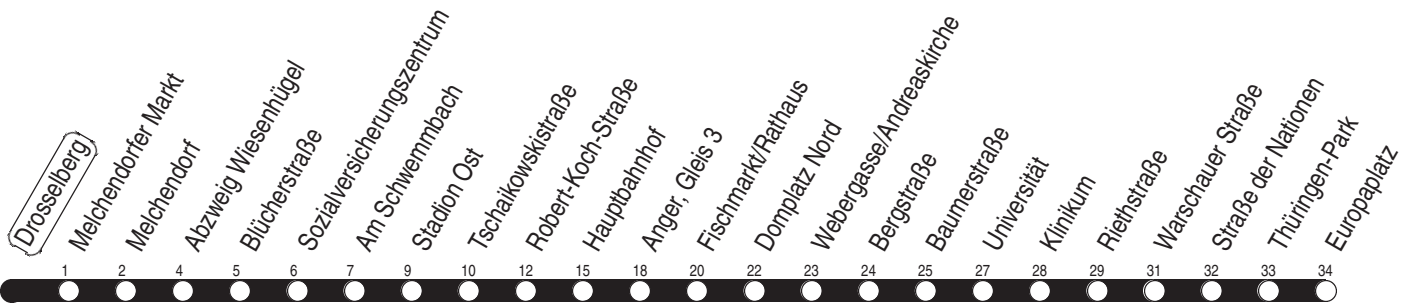 Drosselberg
Melchendorfer Markt
Melchendorf
Abzweig Wiesenhügel
Blücherstraße
Sozialversicherungszentrum
Am Schwemmbach
Stadion Ost
Tschaikowskistraße
Robert-Koch-Straße
Hauptbahnhof
Anger, Gleis 3
Fischmarkt/Rathaus
Domplatz Nord
Webergasse/Andreaskirche
Bergstraße
Baumerstraße
Universität
Klinikum
Riethstraße
Warschauer Straße
Straße der Nationen
Thüringen-Park
Europaplatz
1 2 4 5 6 7 9 10 12 15 18 20 22 23 24 25 27 28 29 31 32 33 34